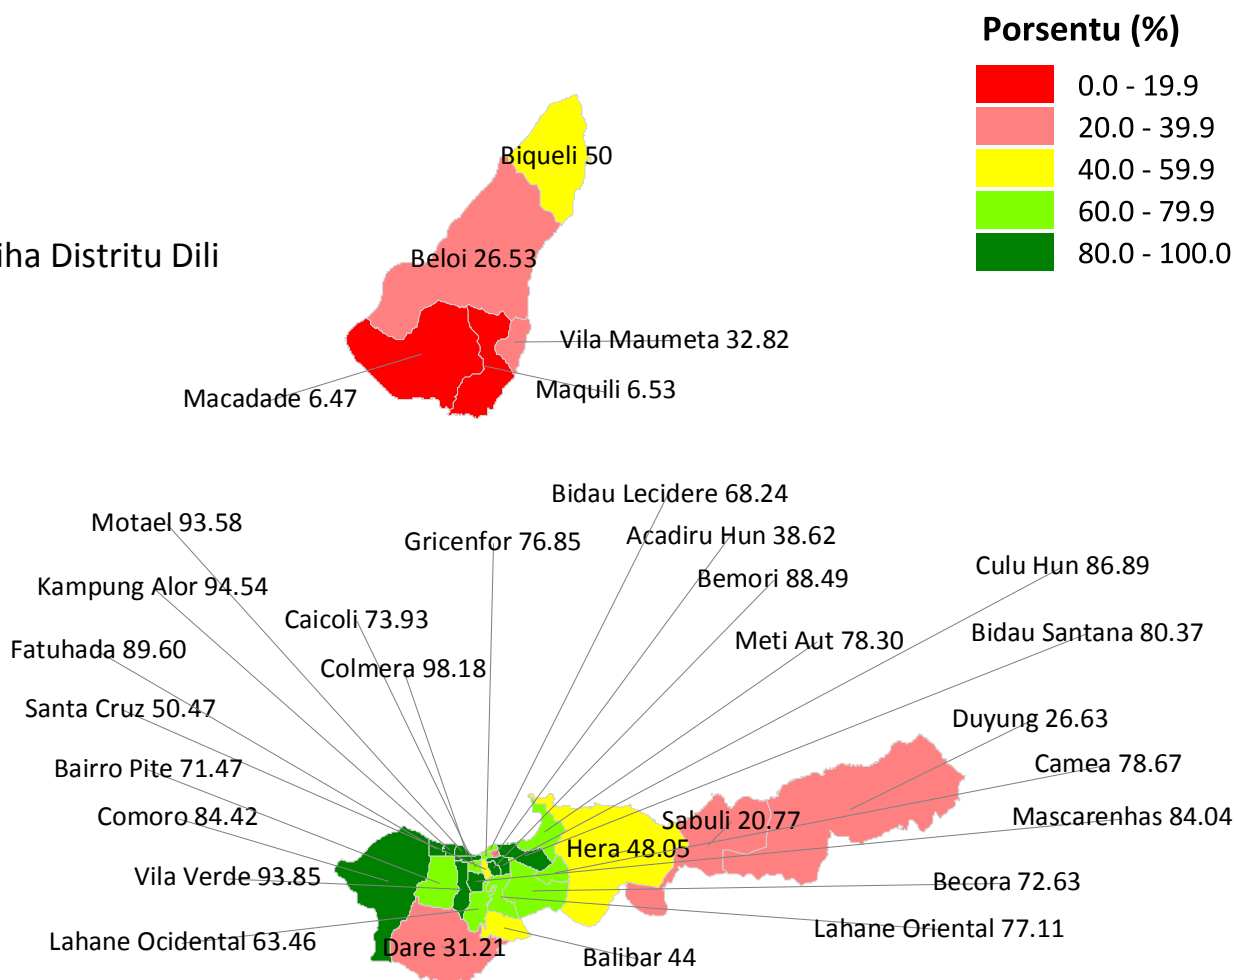 Porsentu (%)
0.0 - 19.9
20.0 - 39.9
40.0 - 59.9
60.0 - 79.9
80.0 - 100.0
iha Distritu Dili
Biqueli 50
Beloi 26.53
Vila Maumeta 32.82
Maquili 6.53
Macadade 6.47
Bidau Lecidere 68.24
Motael 93.58
Acadiru Hun 38.62
Gricenfor 76.85
Culu Hun 86.89
Bemori 88.49
Kampung Alor 94.54
Caicoli 73.93
Bidau Santana 80.37
Meti Aut 78.30
Fatuhada 89.60
Colmera 98.18
Santa Cruz 50.47
Duyung 26.63
Camea 78.67
Bairro Pite 71.47
Comoro 84.42
Mascarenhas 84.04
Sabuli 20.77
Hera 48.05
Vila Verde 93.85
Becora 72.63
Lahane Oriental 77.11
Lahane Ocidental 63.46
Dare 31.21
Balibar 44